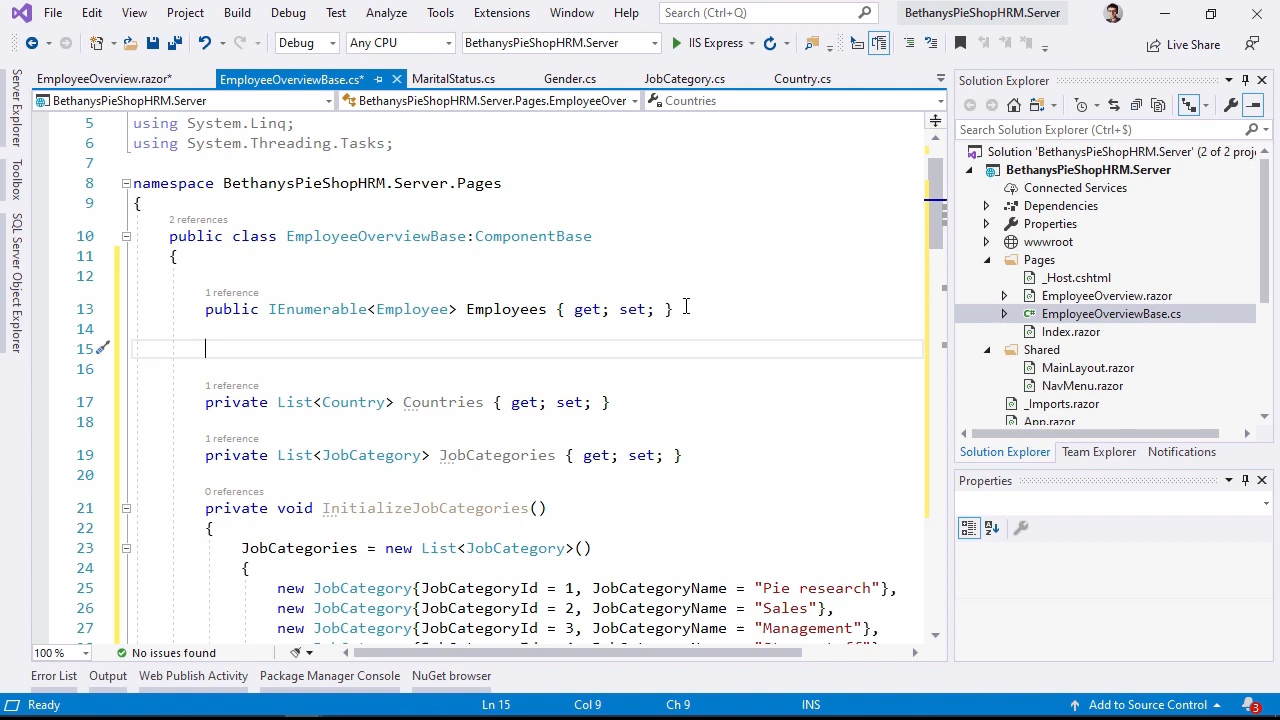 File Edit View Project Build Debug Test Analyze Tools Extensions Window Help Search (Ctrl+Q) BethanysPieShopHRM.Server
Debug Any CPU BethanysPieShopHRM.Server IIS Express Live Share
EmployeeOverview.razor* EmployeeOverviewBase.cs* MaritalStatus.cs Gender.cs JobCategory.cs Country.cs
BethanysPieShopHRM.Server BethanysPieShopHRM.Server.Pages.EmployeeOver Countries
Server Explorer
Toolbox
SQL Server Object Explorer
5 using System.Linq;
6 using System.Threading.Tasks;
7
8 namespace BethanysPieShopHRM.Server.Pages
9 {
2 references
10 public class EmployeeOverviewBase:ComponentBase
11 {
12
1 reference
13 public IEnumerable<Employee> Employees { get; set; }
14
15
16
1 reference
17 private List<Country> Countries { get; set; }
18
1 reference
19 private List<JobCategory> JobCategories { get; set; }
20
0 references
21 private void InitializeJobCategories()
22 {
23 JobCategories = new List<JobCategory>()
24 {
25 new JobCategory{JobCategoryId = 1, JobCategoryName = "Pie research"},
26 new JobCategory{JobCategoryId = 2, JobCategoryName = "Sales"},
27 new JobCategory{JobCategoryId = 3, JobCategoryName = "Management"},
100 % No issues found
Solution Explorer
Search Solution Explorer (Ctrl+$)
Solution 'BethanysPieShopHRM.Server' (2 of 2 proje
BethanysPieShopHRM.Server
Connected Services
Dependencies
Properties
wwwroot
Pages
_Host.cshtml
EmployeeOverview.razor
C# EmployeeOverviewBase.cs
Index.razor
Shared
MainLayout.razor
NavMenu.razor
_Imports.razor
App.razor
Solution Explorer Team Explorer Notifications
Properties
Error List Output Web Publish Activity Package Manager Console NuGet browser
Ready Ln 15 Col 9 Ch 9 INS Add to Source Control 3